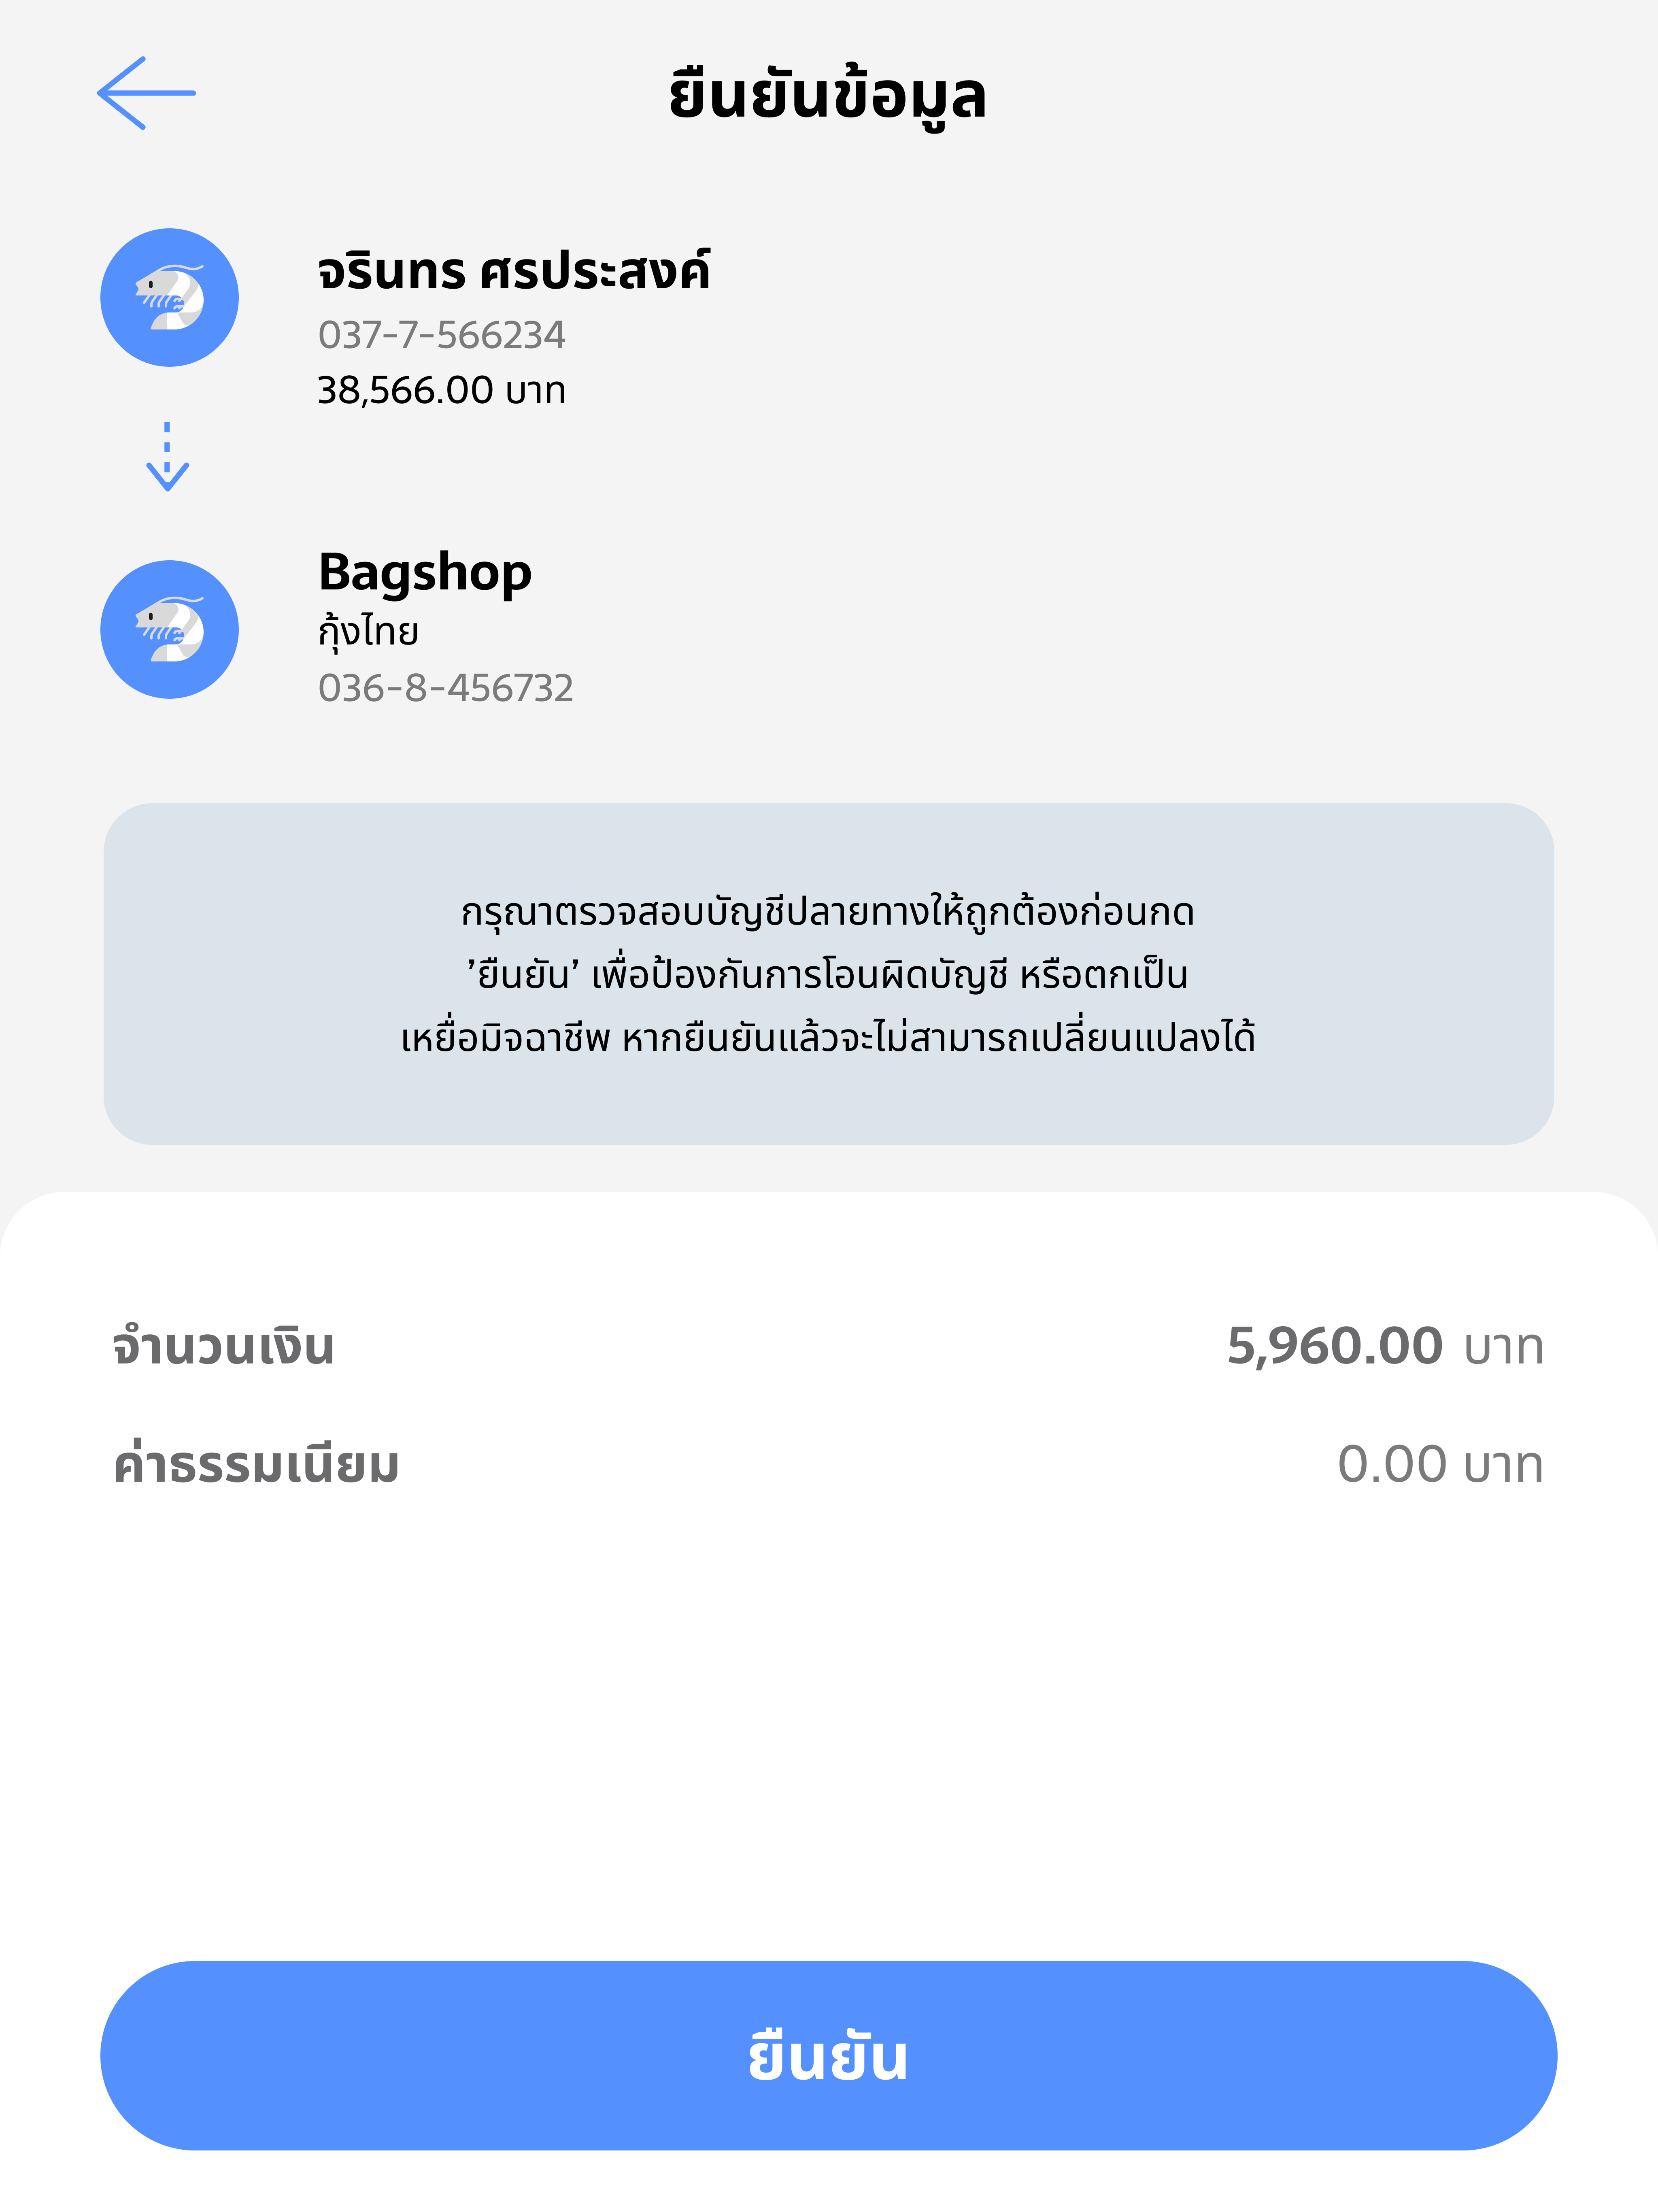 ยืนยันข้อมูล
จรินทร ศรประสงค์
037-7-566234
38,566.00 บาท
Bagshop
กุ้งไทย
036-8-456732
กรุณาตรวจสอบบัญชีปลายทางให้ถูกต้องก่อนกด
’ยืนยัน’ เพื่อป้องกันการโอนผิดบัญชี หรือตกเป็น
เหยื่อมิจฉาชีพ หากยืนยันแล้วจะไม่สามารถเปลี่ยนแปลงได้
จำนวนเงิน 5,960.00 บาท
ค่าธรรมเนียม 0.00 บาท
ยืนยัน